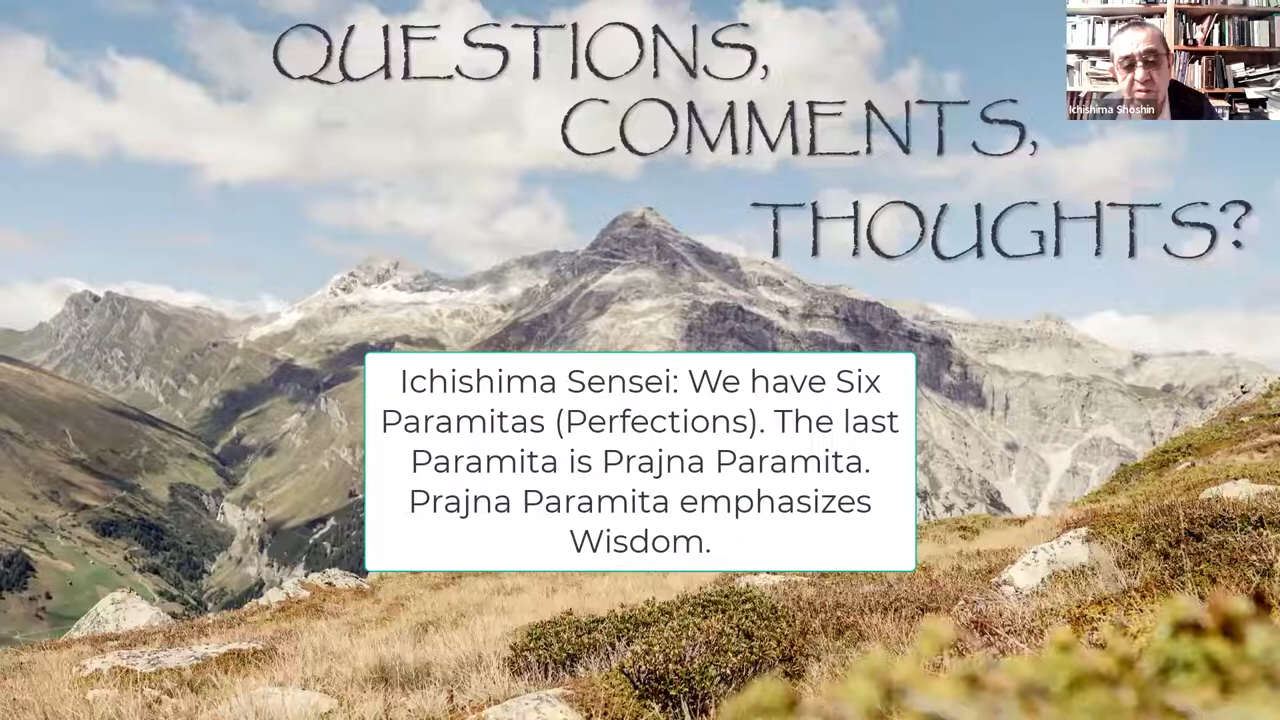 QUESTIONS,
COMMENTS,
THOUGHTS?
Ichishima Shoshin
Ichishima Sensei: We have Six
Paramitas (Perfections). The last
Paramita is Prajna Paramita.
Prajna Paramita emphasizes
Wisdom.